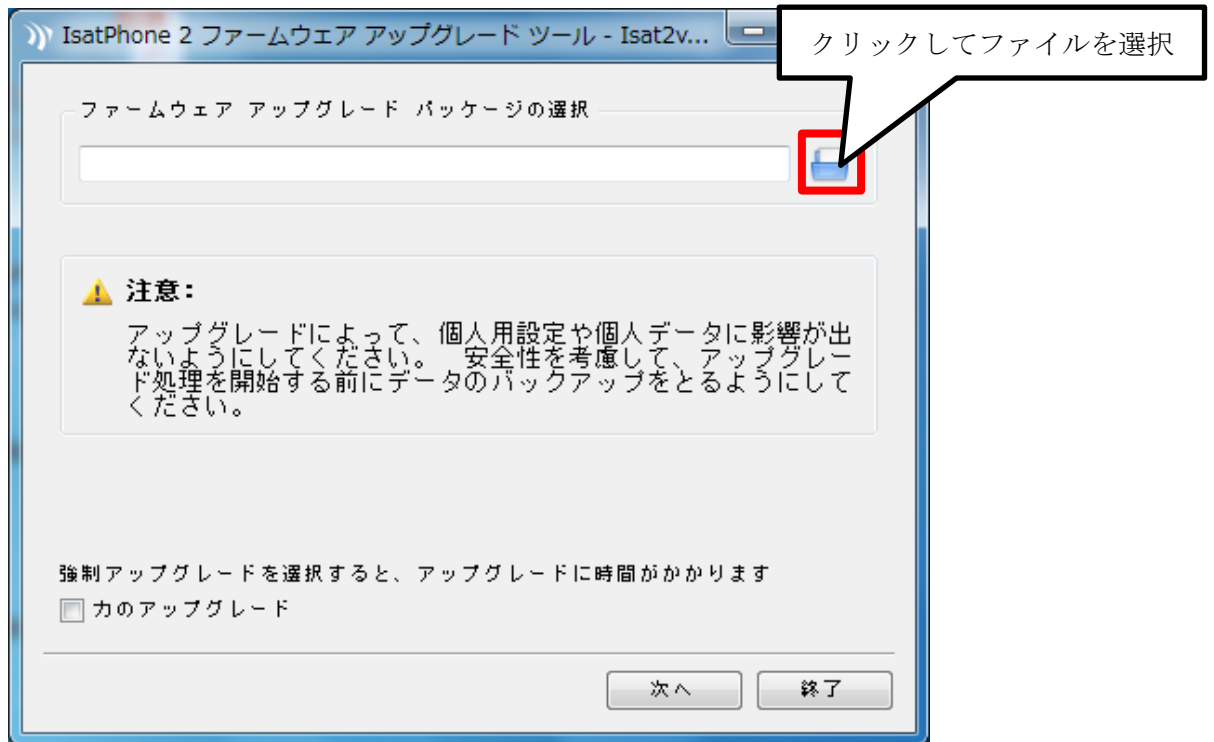 IsatPhone 2 ファームウエア アップグレード ツール - Isat2v...
クリックしてファイルを選択
ファームウェア アップグレード パッケージの選択
注意:
アップグレードによって、個人用設定や個人データに影響が出
ないようにしてください。 安全性を考慮して、アップグレー
ド処理を開始する前にデータのバックアップをとるようにして
ください。
強制アップグレードを選択すると、アップグレードに時間がかかります
力のアップグレード
次へ
終了